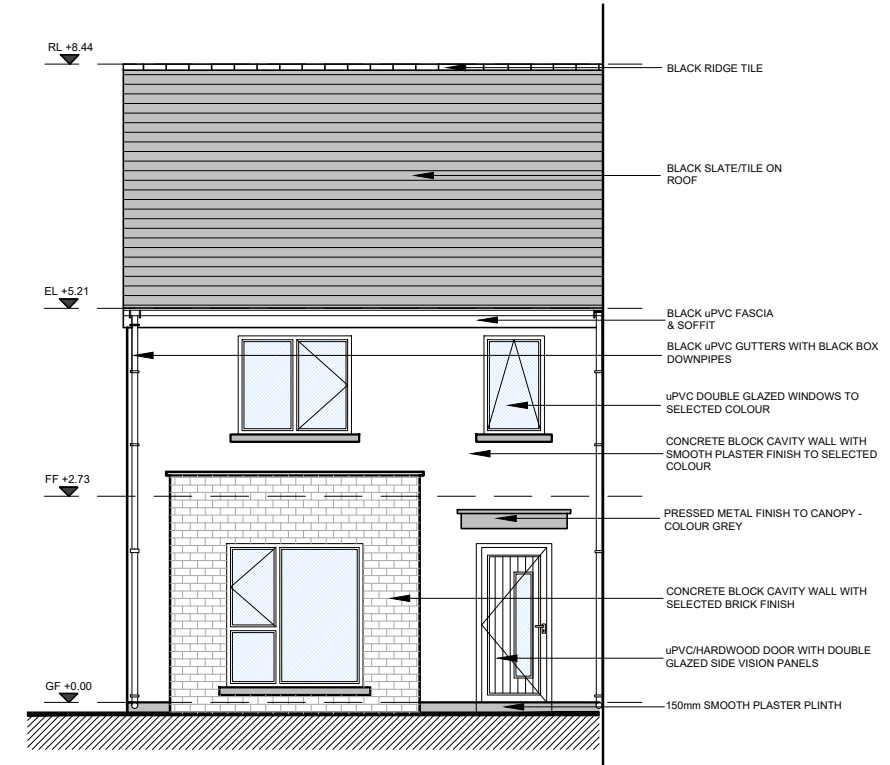 RL +8.44
BLACK RIDGE TILE
BLACK SLATE/TILE ON
ROOF
EL +5.21
BLACK uPVC FASCIA
& SOFFIT
BLACK uPVC GUTTERS WITH BLACK BOX
DOWNPIPES
uPVC DOUBLE GLAZED WINDOWS TO
SELECTED COLOUR
CONCRETE BLOCK CAVITY WALL WITH
SMOOTH PLASTER FINISH TO SELECTED
COLOUR
FF +2.73
PRESSED METAL FINISH TO CANOPY -
COLOUR GREY
CONCRETE BLOCK CAVITY WALL WITH
SELECTED BRICK FINISH
uPVC/HARDWOOD DOOR WITH DOUBLE
GLAZED SIDE VISION PANELS
GF +0.00
150mm SMOOTH PLASTER PLINTH